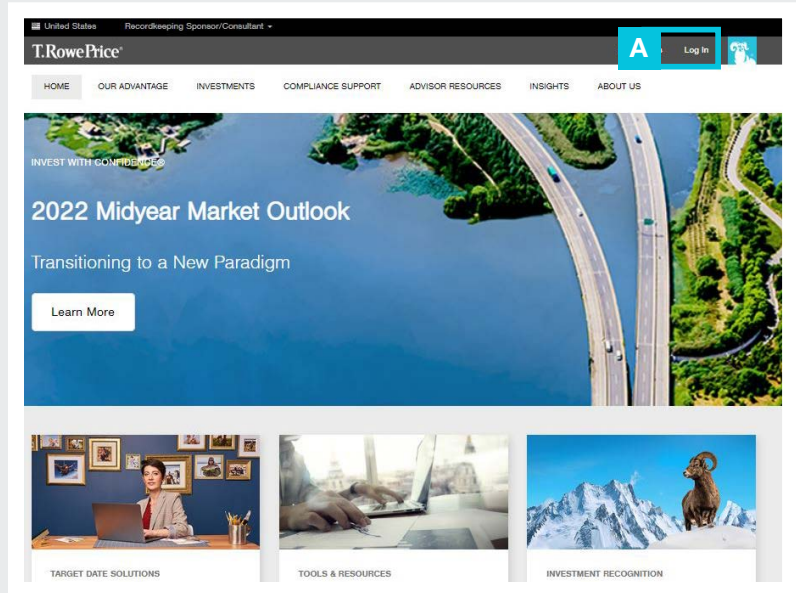 United States Recordkeeping Sponsor/Consultant
T.RowePrice®
A Log In
HOME OUR ADVANTAGE INVESTMENTS COMPLIANCE SUPPORT ADVISOR RESOURCES INSIGHTS ABOUT US
INVEST WITH CONFIDENCE®
2022 Midyear Market Outlook
Transitioning to a New Paradigm
Learn More
TARGET DATE SOLUTIONS TOOLS & RESOURCES INVESTMENT RECOGNITION